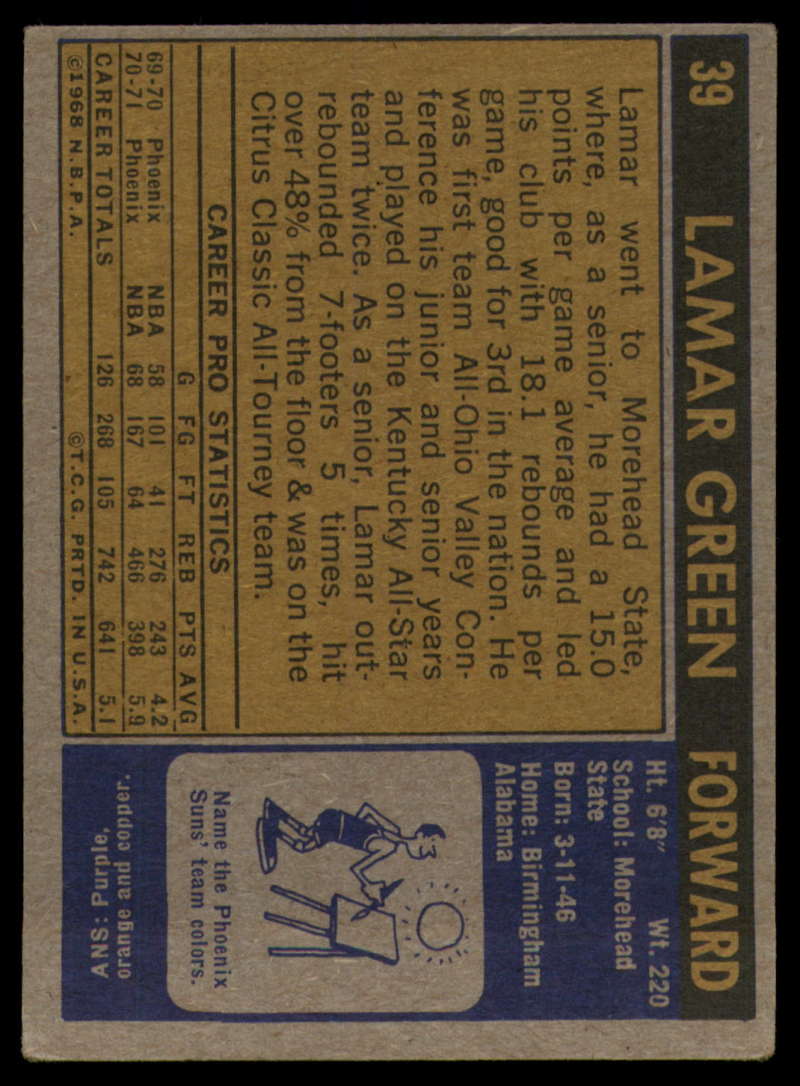 39 LAMAR GREEN FORWARD
Lamar went to Morehead State,
where, as a senior, he had a 15.0
points per game average and led
his club with 18.1 rebounds per
game, good for 3rd in the nation. He
was first team All-Ohio Valley Con-
ference his junior and senior years
and played on the Kentucky All-Star
team twice. As a senior, Lamar out-
rebounded 7-footers 5 times, hit
over 48% from the floor & was on the
Citrus Classic All-Tourney team.
CAREER PRO STATISTICS
G FG FT REB PTS AVG
69-70 Phoenix NBA 58 101 41 276 243 4.2
70-71 Phoenix NBA 68 167 64 466 398 5.9
CAREER TOTALS 126 268 105 742 641 5.1
©1968 N.B.P.A. ©T.C.G. PRTD. IN U.S.A.
Ht. 6'8" Wt. 220
School: Morehead
State
Born: 3-11-46
Home: Birmingham
Alabama
Name the Phoenix
Suns' team colors.
ANS: Purple,
orange and copper.